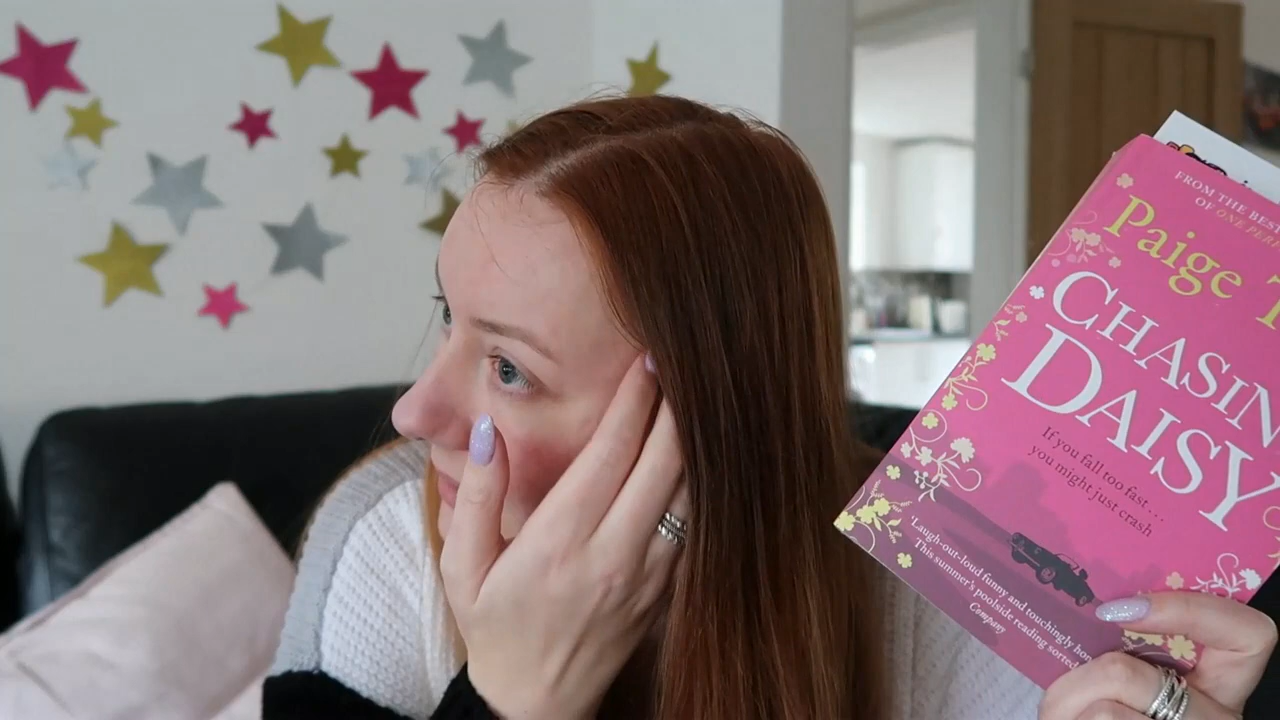 FROM THE BEST
OF ONE PER
Paige T
CHASIN
DAISY
If you fall too fast...
you might just crash
'Laugh-out-loud funny and touchingly hon
This summer's poolside reading sorted
Company